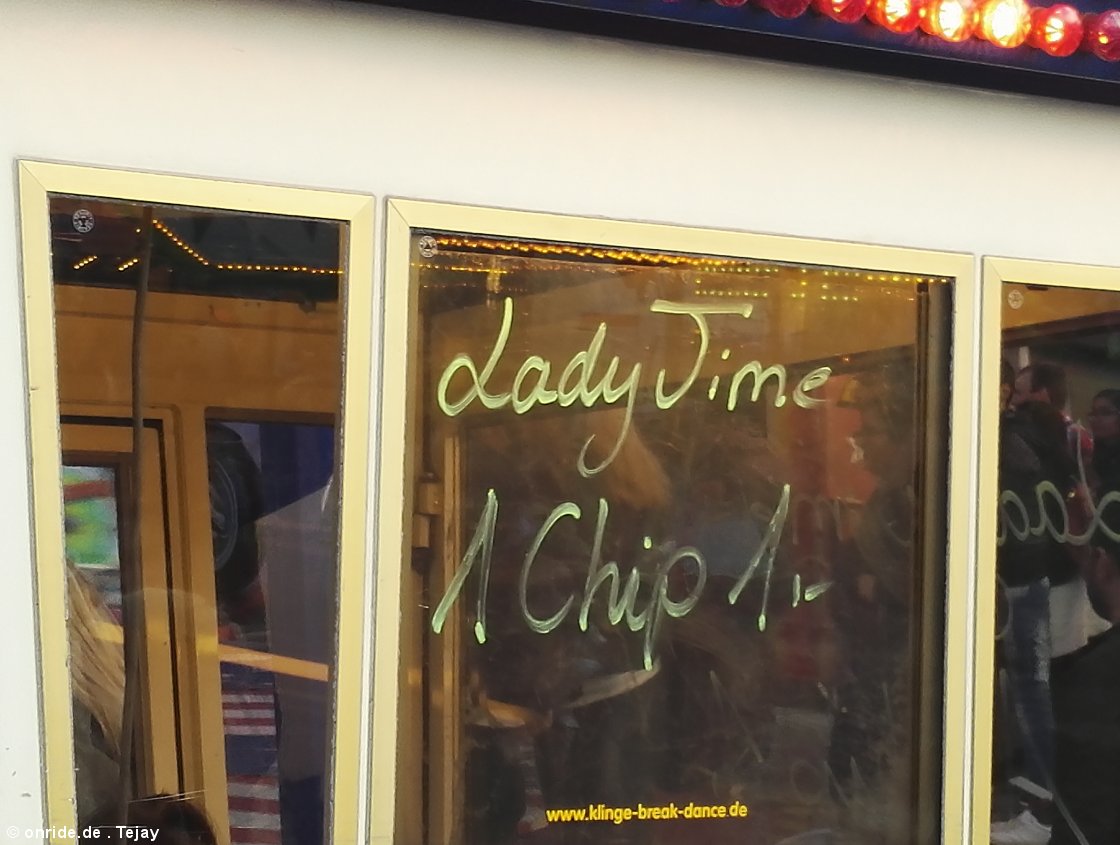 Lady Time
1 Chip 1,-
www.klinge-break-dance.de
© onride.de . Tejay